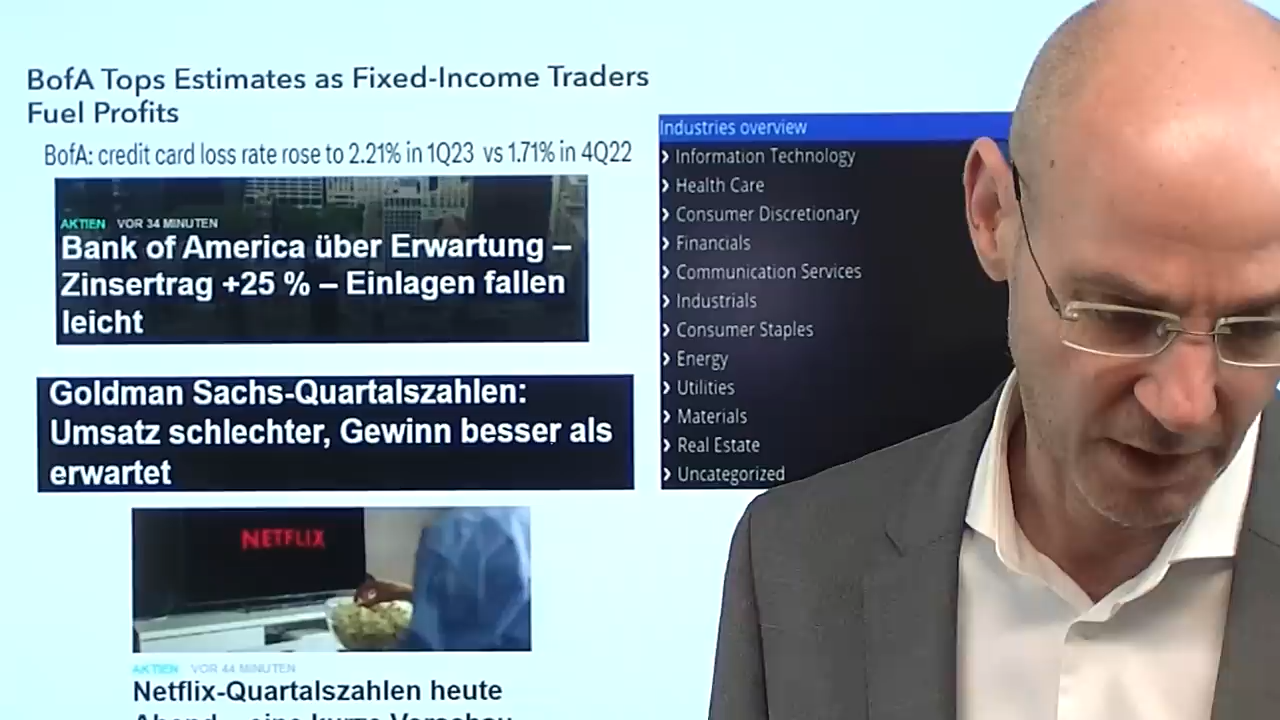 BofA Tops Estimates as Fixed-Income Traders
Fuel Profits
BofA: credit card loss rate rose to 2.21% in 1Q23 vs 1.71% in 4Q22
AKTIEN VOR 34 MINUTEN
Bank of America über Erwartung –
Zinsertrag +25 % – Einlagen fallen
leicht
Goldman Sachs-Quartalszahlen:
Umsatz schlechter, Gewinn besser als
erwartet
NETFLIX
AKTIEN VOR 44 MINUTEN
Netflix-Quartalszahlen heute
Abend – eine kurze Vorschau
Industries overview
Information Technology
Health Care
Consumer Discretionary
Financials
Communication Services
Industrials
Consumer Staples
Energy
Utilities
Materials
Real Estate
Uncategorized